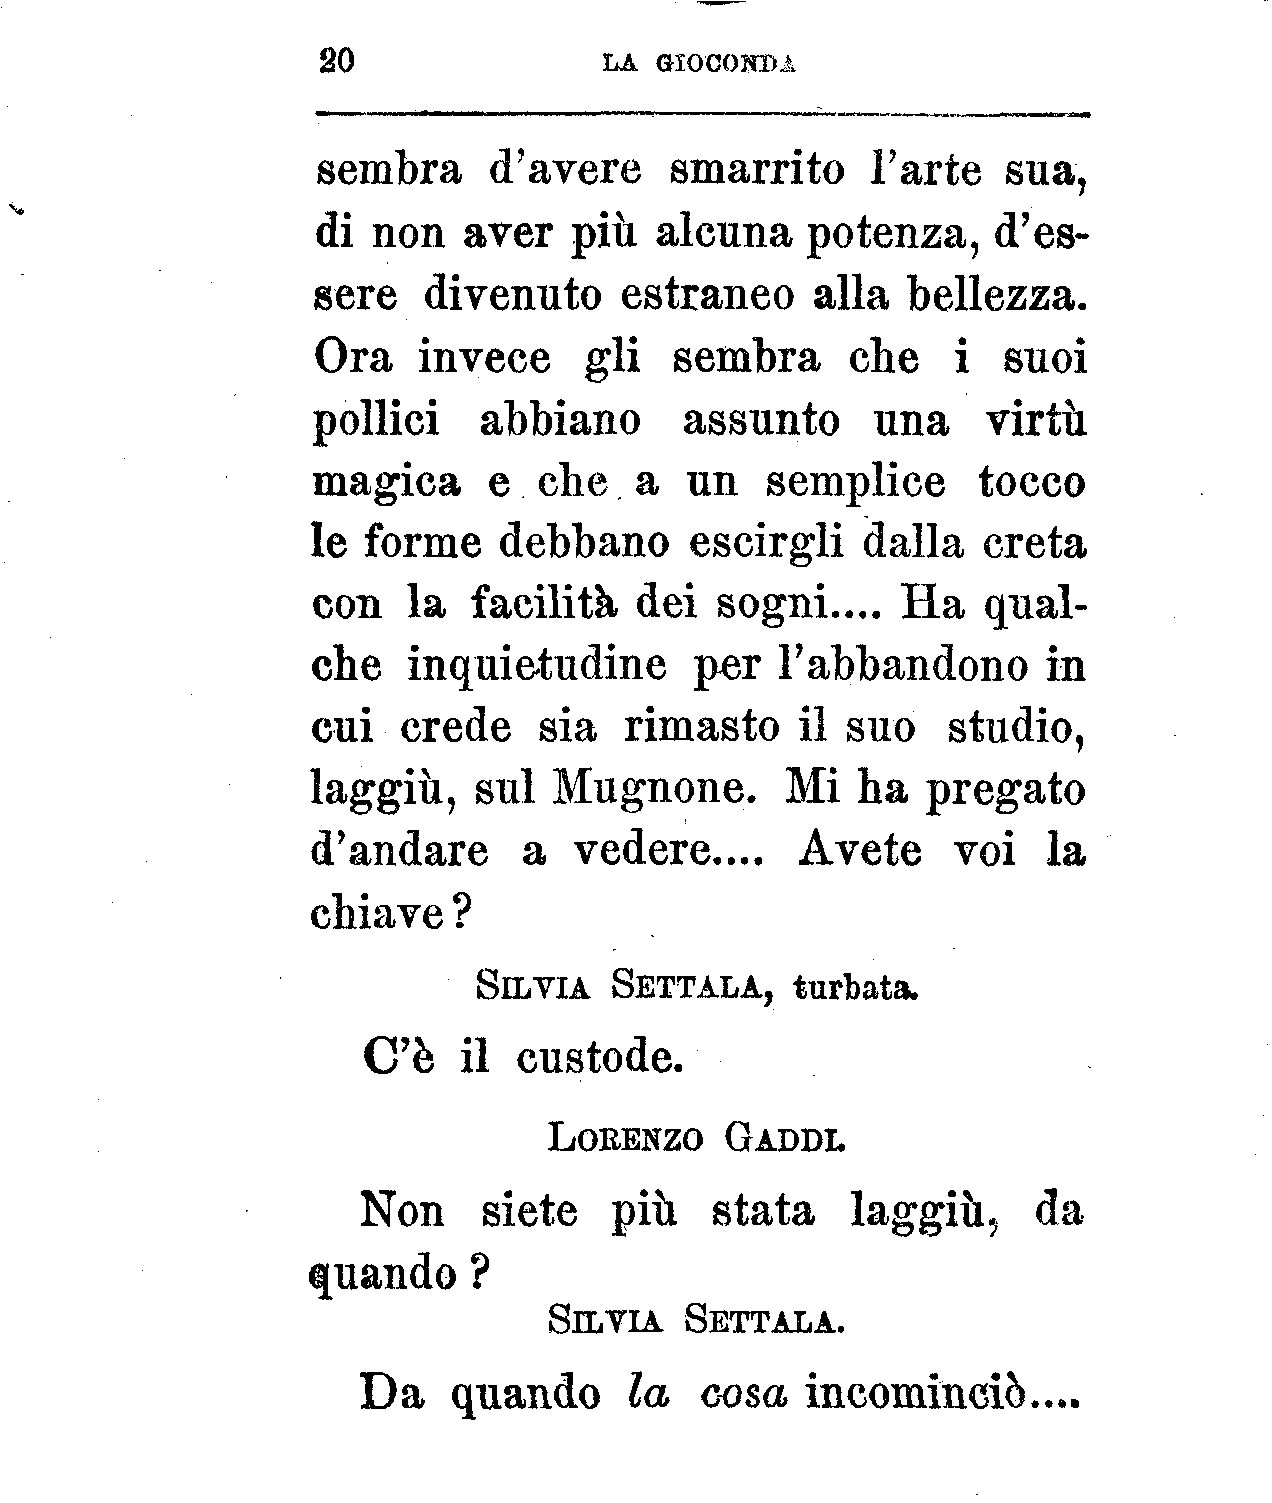 20 LA GIOCONDA
sembra d'avere smarrito l'arte sua,
di non aver più alcuna potenza, d'es-
sere divenuto estraneo alla bellezza.
Ora invece gli sembra che i suoi
pollici abbiano assunto una virtù
magica e che a un semplice tocco
le forme debbano escirgli dalla creta
con la facilità dei sogni.... Ha qual-
che inquietudine per l'abbandono in
cui crede sia rimasto il suo studio,
laggiù, sul Mugnone. Mi ha pregato
d'andare a vedere.... Avete voi la
chiave?
SILVIA SETTALA, turbata.
C'è il custode.
LORENZO GADDI.
Non siete più stata laggiù, da
quando?
SILVIA SETTALA.
Da quando la cosa incominciò....